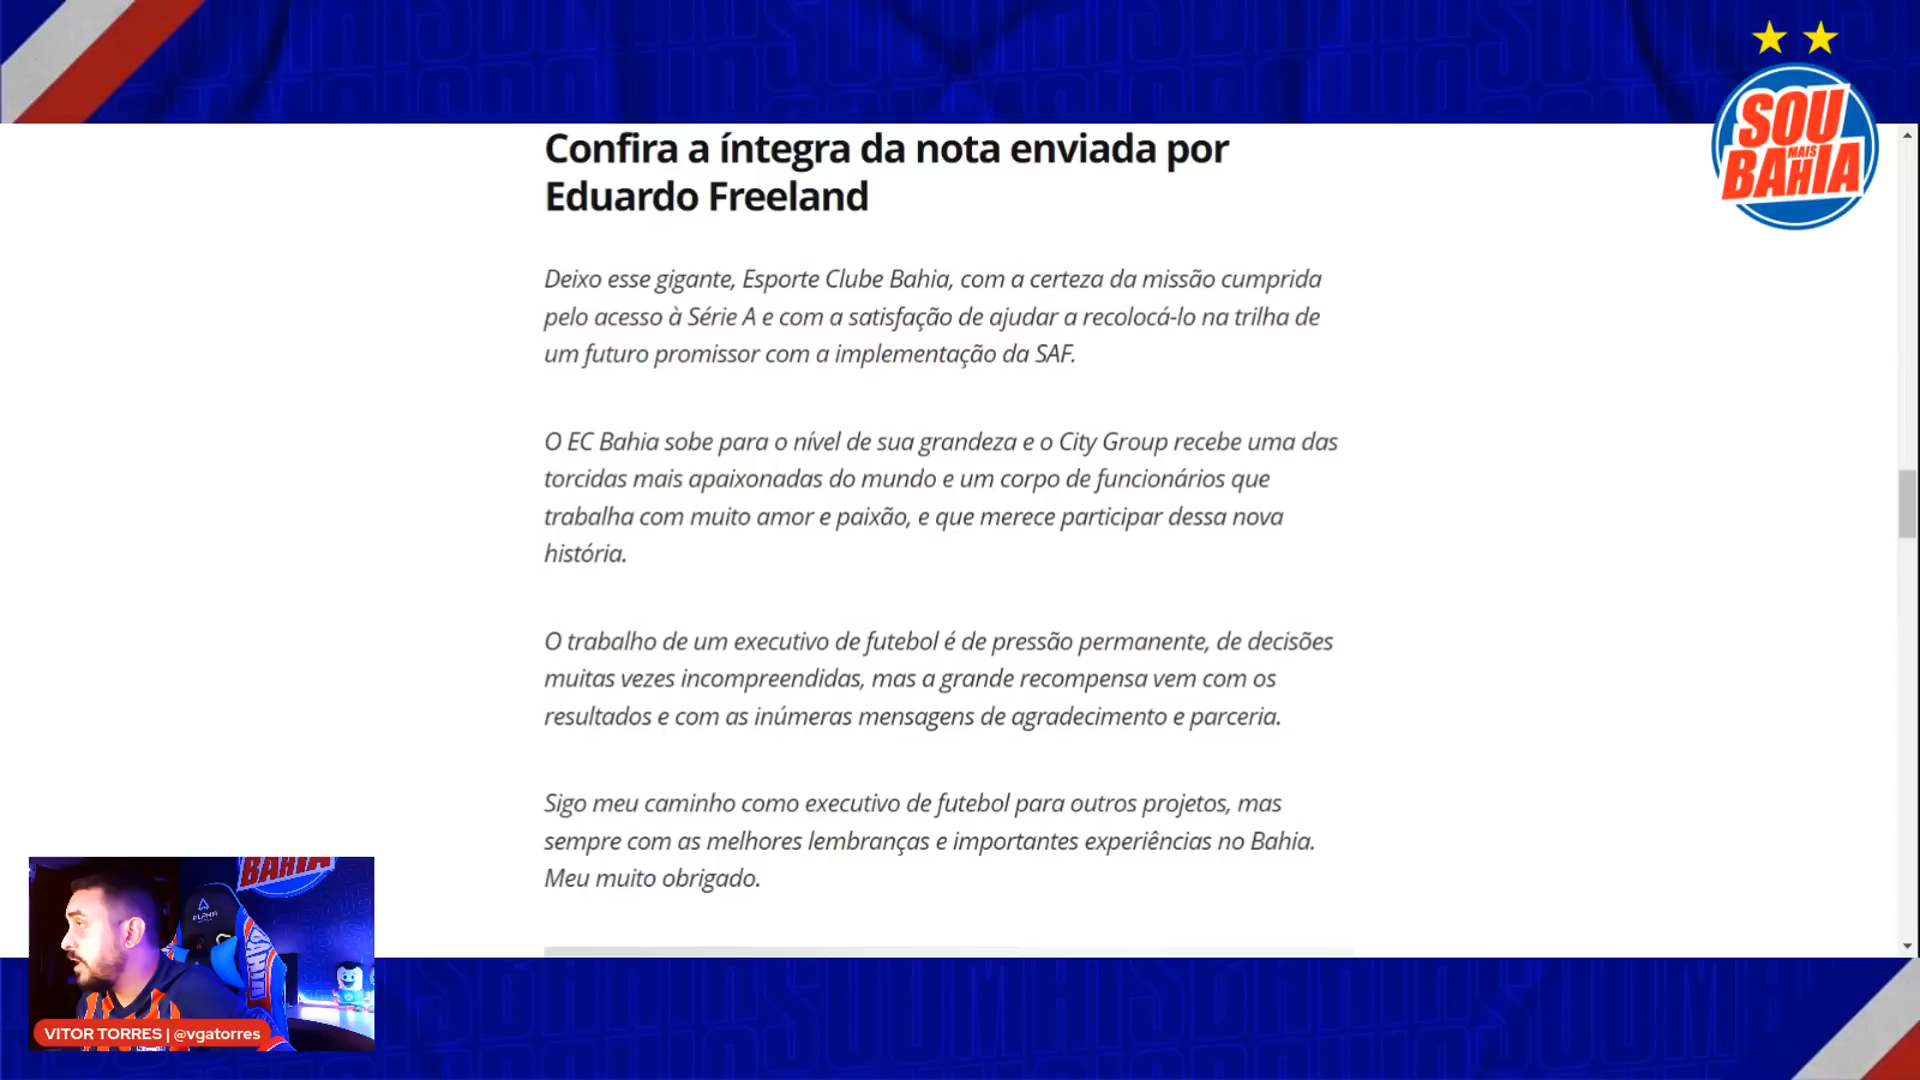 SOU
MAIS
BAHIA
Confira a íntegra da nota enviada por
Eduardo Freeland
Deixo esse gigante, Esporte Clube Bahia, com a certeza da missão cumprida
pelo acesso à Série A e com a satisfação de ajudar a recolocá-lo na trilha de
um futuro promissor com a implementação da SAF.
O EC Bahia sobe para o nível de sua grandeza e o City Group recebe uma das
torcidas mais apaixonadas do mundo e um corpo de funcionários que
trabalha com muito amor e paixão, e que merece participar dessa nova
história.
O trabalho de um executivo de futebol é de pressão permanente, de decisões
muitas vezes incompreendidas, mas a grande recompensa vem com os
resultados e com as inúmeras mensagens de agradecimento e parceria.
Sigo meu caminho como executivo de futebol para outros projetos, mas
sempre com as melhores lembranças e importantes experiências no Bahia.
Meu muito obrigado.
BAHIA
ALPHA
BAHIA
VITOR TORRES | @vgatorres